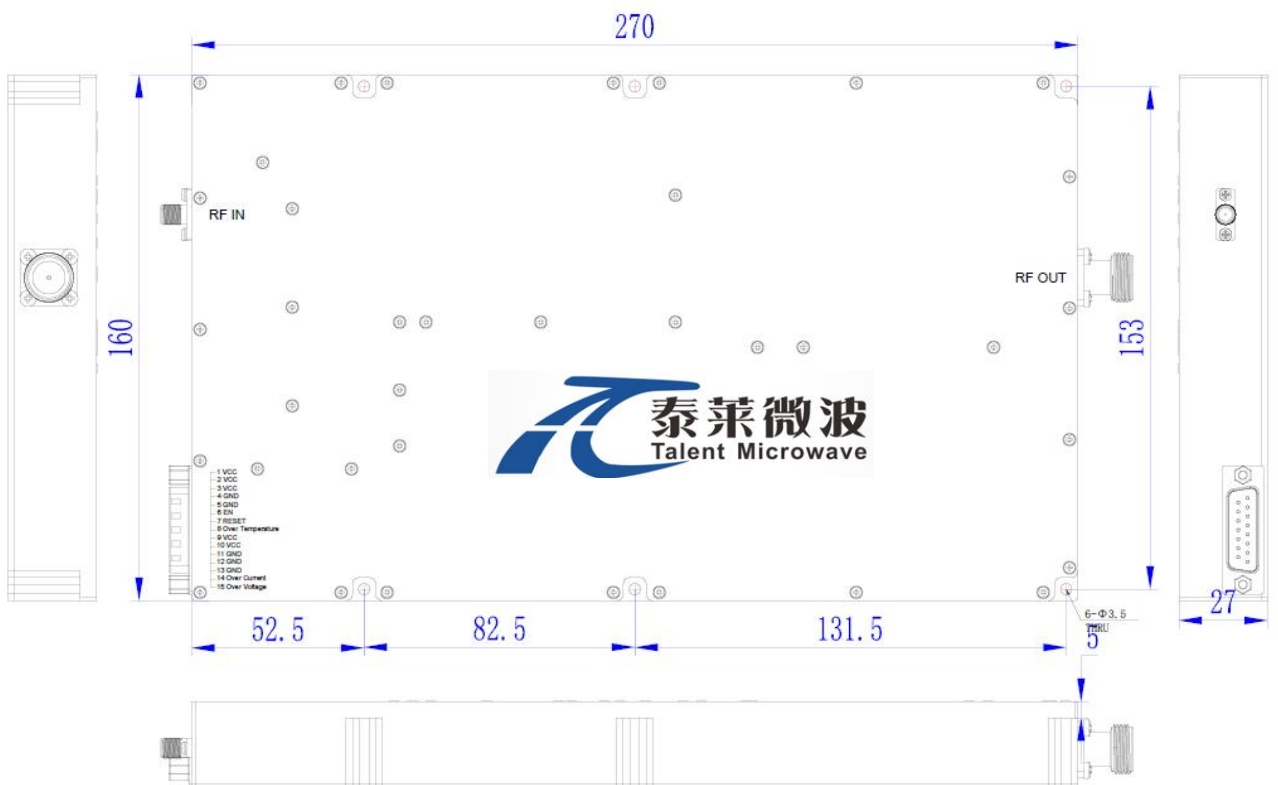 270
RF IN
RF OUT
160
153
泰莱微波
Talent Microwave
1 VCC
2 VCC
3 VCC
4 GND
5 GND
6 EN
7 RESET
8 Over Temperature
9 VCC
10 VCC
11 GND
12 GND
13 GND
14 Over Current
15 Over Voltage
52.5
82.5
131.5
6-Φ3.5
THRU
5
27